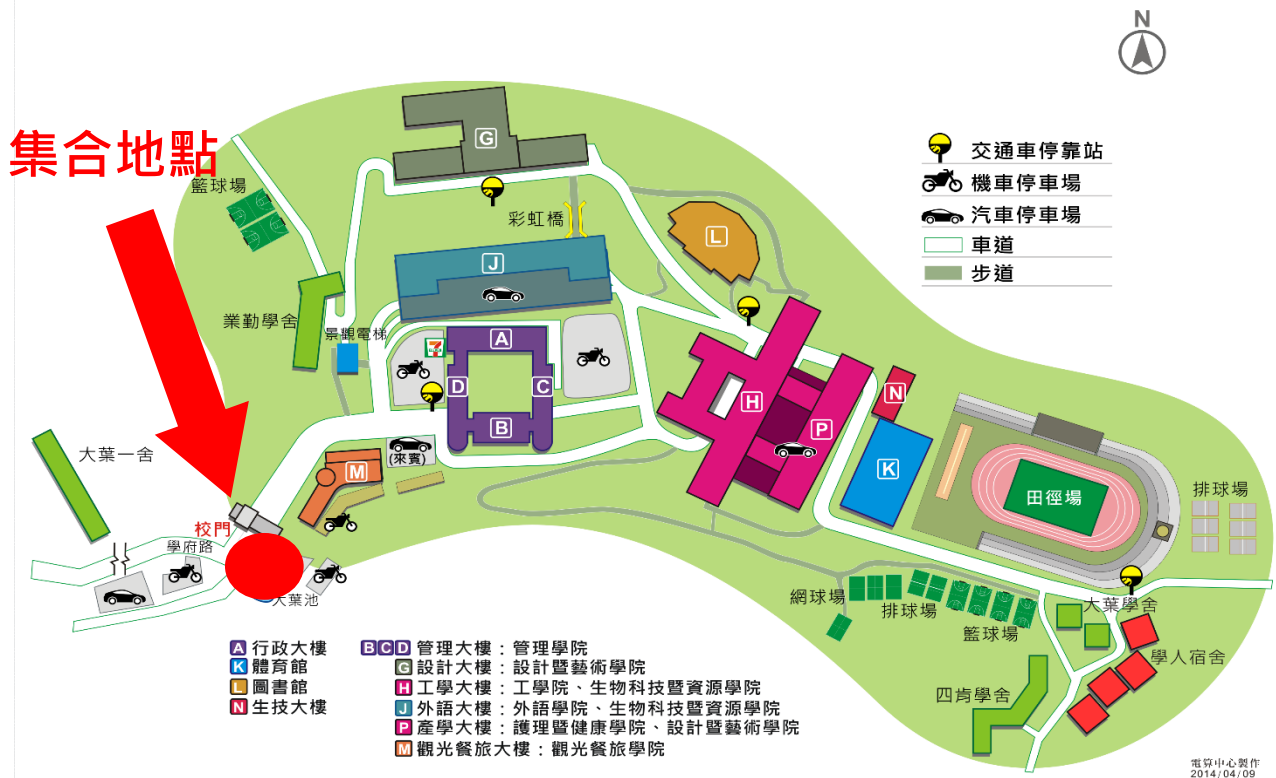 N
集合地點
籃球場
G
交通車停靠站
機車停車場
汽車停車場
車道
步道
彩虹橋
L
J
業勤學舍
景觀電梯
7
A
D
C
B
H
N
P
K
大葉一舍
(來賓)
M
田徑場
排球場
校門
學府路
大葉池
網球場
排球場
籃球場
大葉學舍
學人宿舍
四肯學舍
A 行政大樓
K 體育館
L 圖書館
N 生技大樓
B C D 管理大樓：管理學院
G 設計大樓：設計暨藝術學院
H 工學大樓：工學院、生物科技暨資源學院
J 外語大樓：外語學院、生物科技暨資源學院
P 產學大樓：護理暨健康學院、設計暨藝術學院
M 觀光餐旅大樓：觀光餐旅學院
電算中心製作
2014/04/09